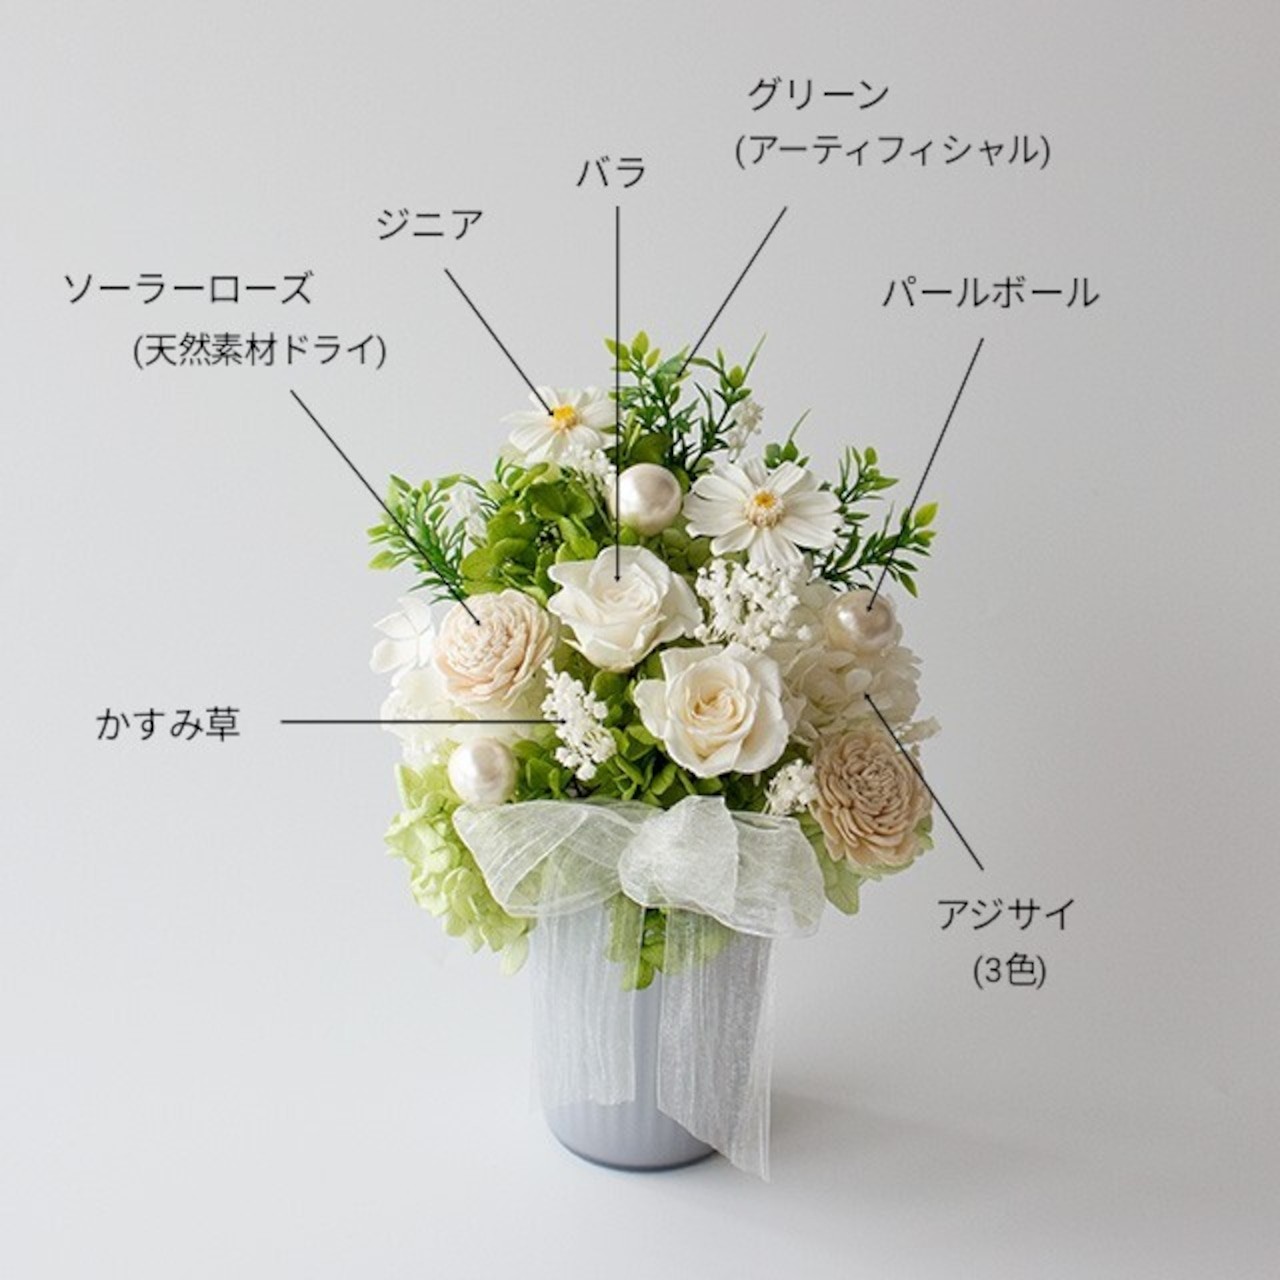 グリーン
(アーティフィシャル)
バラ
ジニア
ソーラーローズ
(天然素材ドライ)
パールボール
かすみ草
アジサイ
(3色)